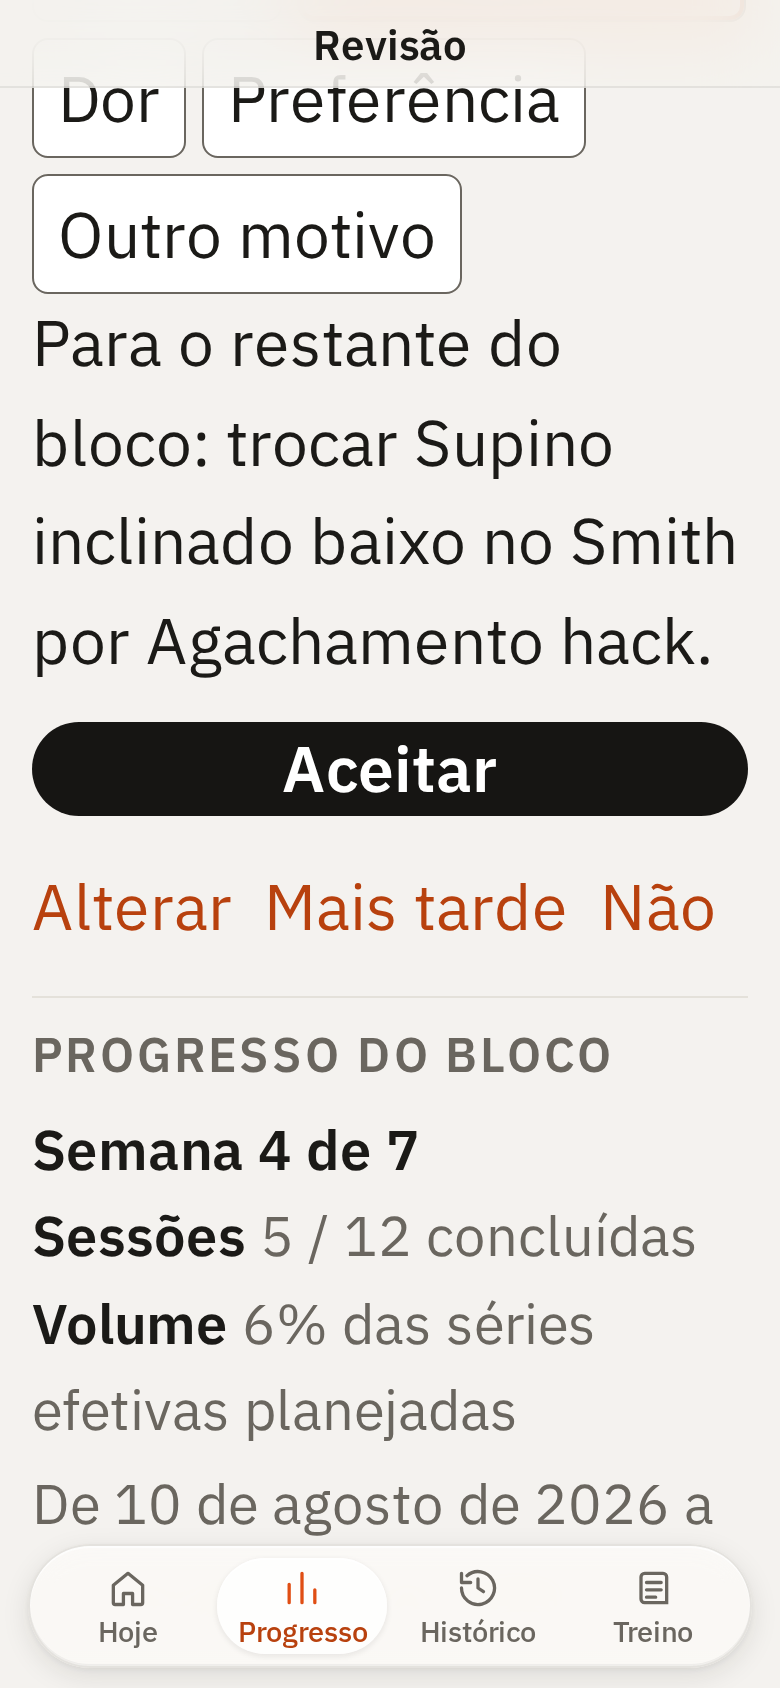 Revisão
Dor Preferência
Outro motivo
Para o restante do
bloco: trocar Supino
inclinado baixo no Smith
por Agachamento hack.
Aceitar
Alterar Mais tarde Não
PROGRESSO DO BLOCO
Semana 4 de 7
Sessões 5 / 12 concluídas
Volume 6% das séries
efetivas planejadas
De 10 de agosto de 2026 a
Hoje Progresso Histórico Treino